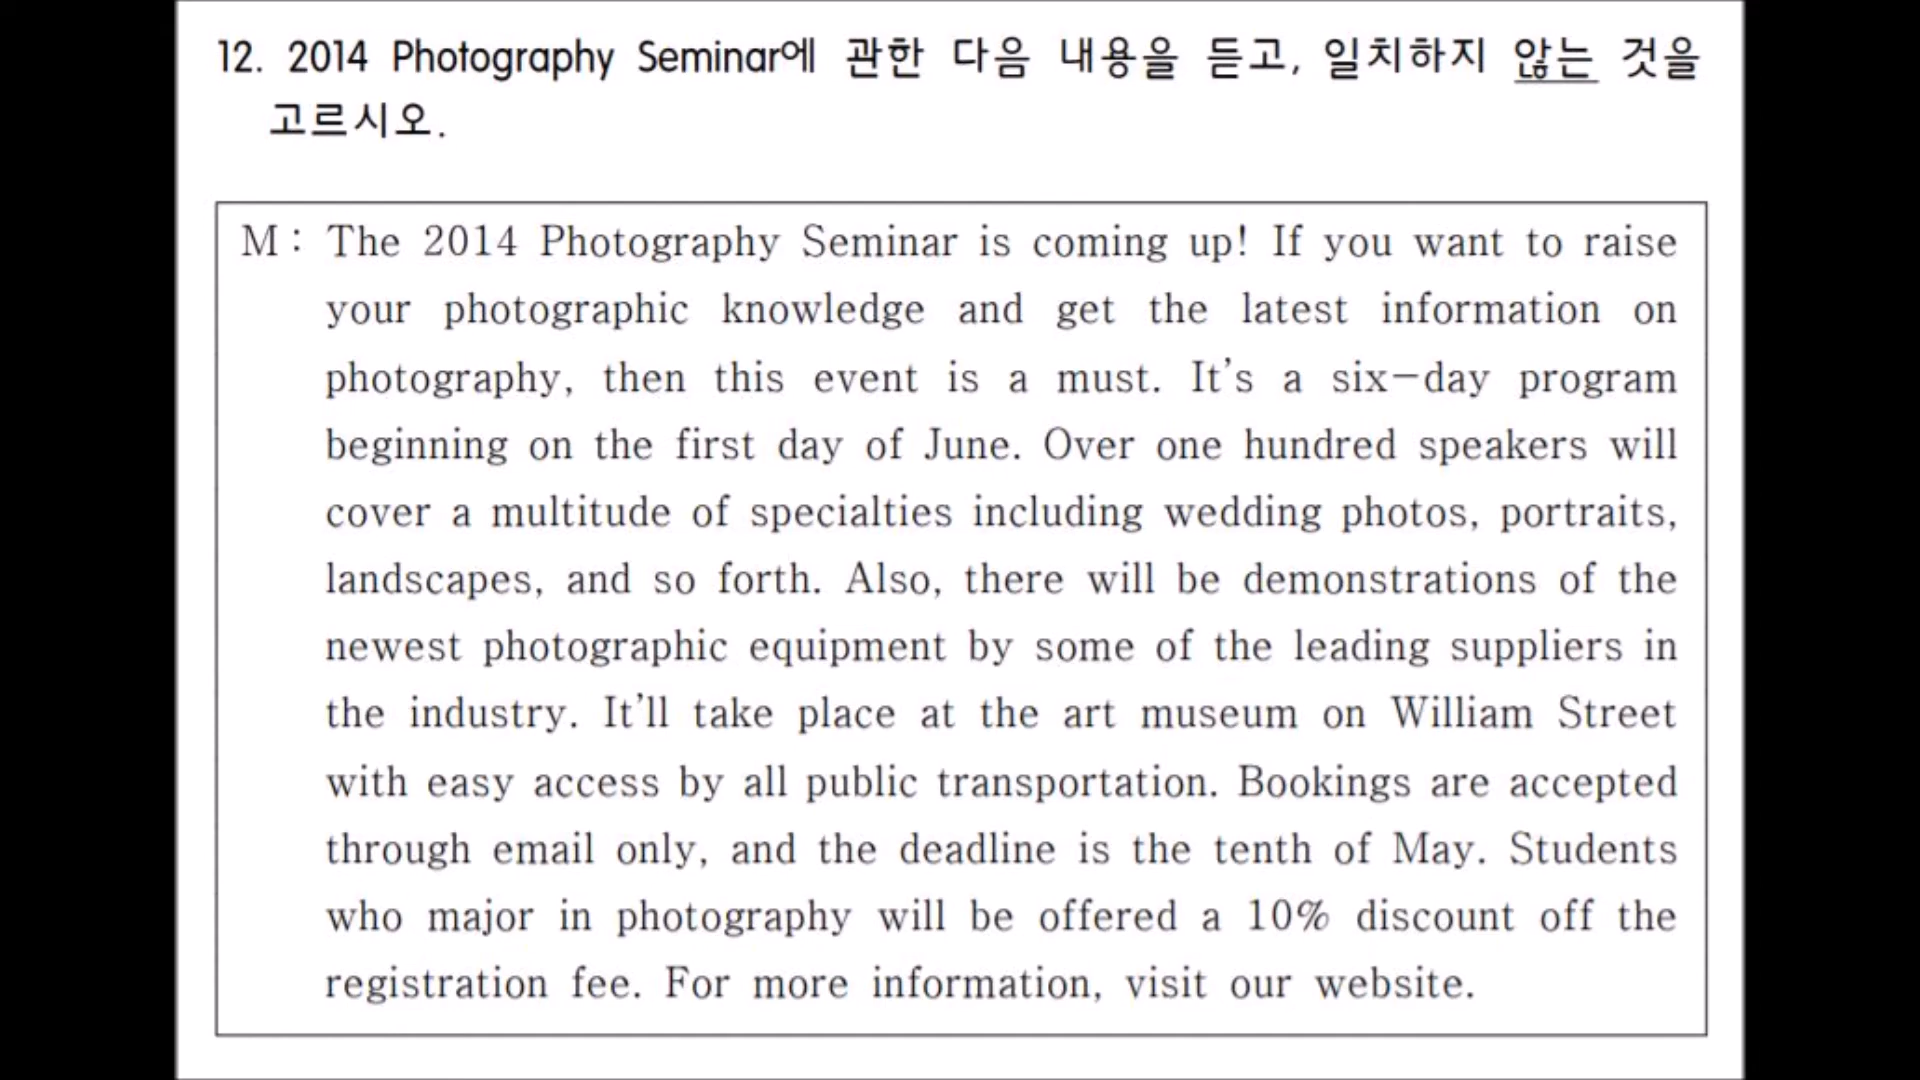 12. 2014 Photography Seminar에 관한 다음 내용을 듣고, 일치하지 않는 것을
고르시오.
M : The 2014 Photography Seminar is coming up! If you want to raise
your photographic knowledge and get the latest information on
photography, then this event is a must. It’s a six-day program
beginning on the first day of June. Over one hundred speakers will
cover a multitude of specialties including wedding photos, portraits,
landscapes, and so forth. Also, there will be demonstrations of the
newest photographic equipment by some of the leading suppliers in
the industry. It’ll take place at the art museum on William Street
with easy access by all public transportation. Bookings are accepted
through email only, and the deadline is the tenth of May. Students
who major in photography will be offered a 10% discount off the
registration fee. For more information, visit our website.